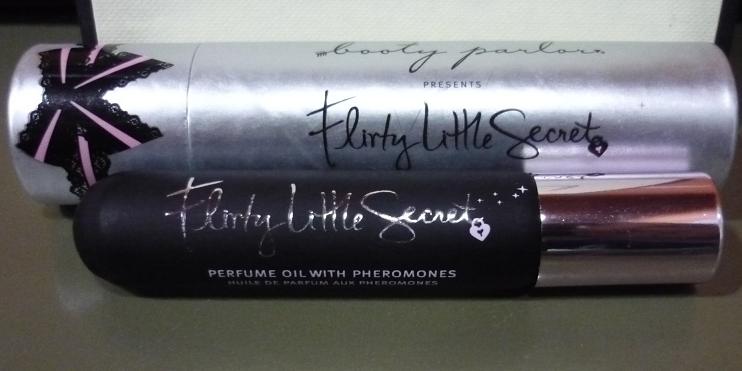 booty parlor
PRESENTS
Flirty Little Secret
Flirty Little Secret
PERFUME OIL WITH PHEROMONES
HUILE DE PARFUM AUX PHEROMONES